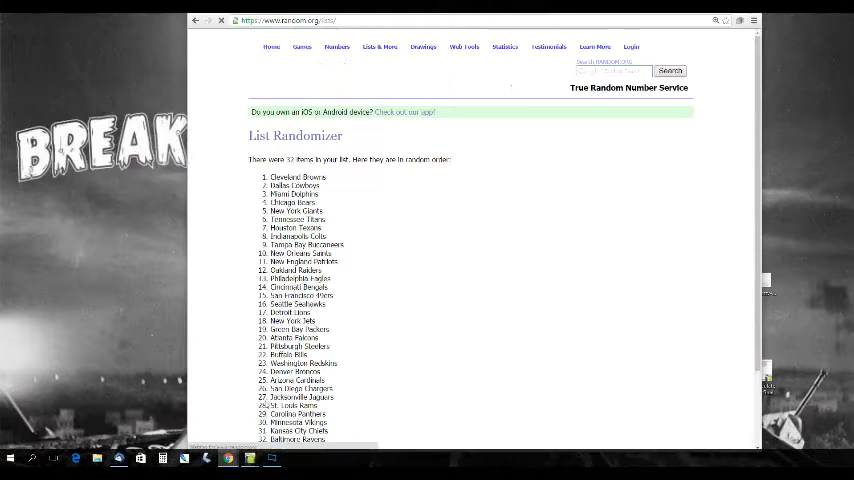 https://www.random.org/lists/
Home Games Numbers Lists & More Drawings Web Tools Statistics Testimonials Learn More Login
Search RANDOM.ORG
Search
True Random Number Service
Do you own an iOS or Android device? Check out our app!
BREAK
List Randomizer
There were 32 items in your list. Here they are in random order:
1. Cleveland Browns
2. Dallas Cowboys
3. Miami Dolphins
4. Chicago Bears
5. New York Giants
6. Tennessee Titans
7. Houston Texans
8. Indianapolis Colts
9. Tampa Bay Buccaneers
10. New Orleans Saints
11. New England Patriots
12. Oakland Raiders
13. Philadelphia Eagles
14. Cincinnati Bengals
15. San Francisco 49ers
16. Seattle Seahawks
17. Detroit Lions
18. New York Jets
19. Green Bay Packers
20. Atlanta Falcons
21. Pittsburgh Steelers
22. Buffalo Bills
23. Washington Redskins
24. Denver Broncos
25. Arizona Cardinals
26. San Diego Chargers
27. Jacksonville Jaguars
28. St. Louis Rams
29. Carolina Panthers
30. Minnesota Vikings
31. Kansas City Chiefs
32. Baltimore Ravens